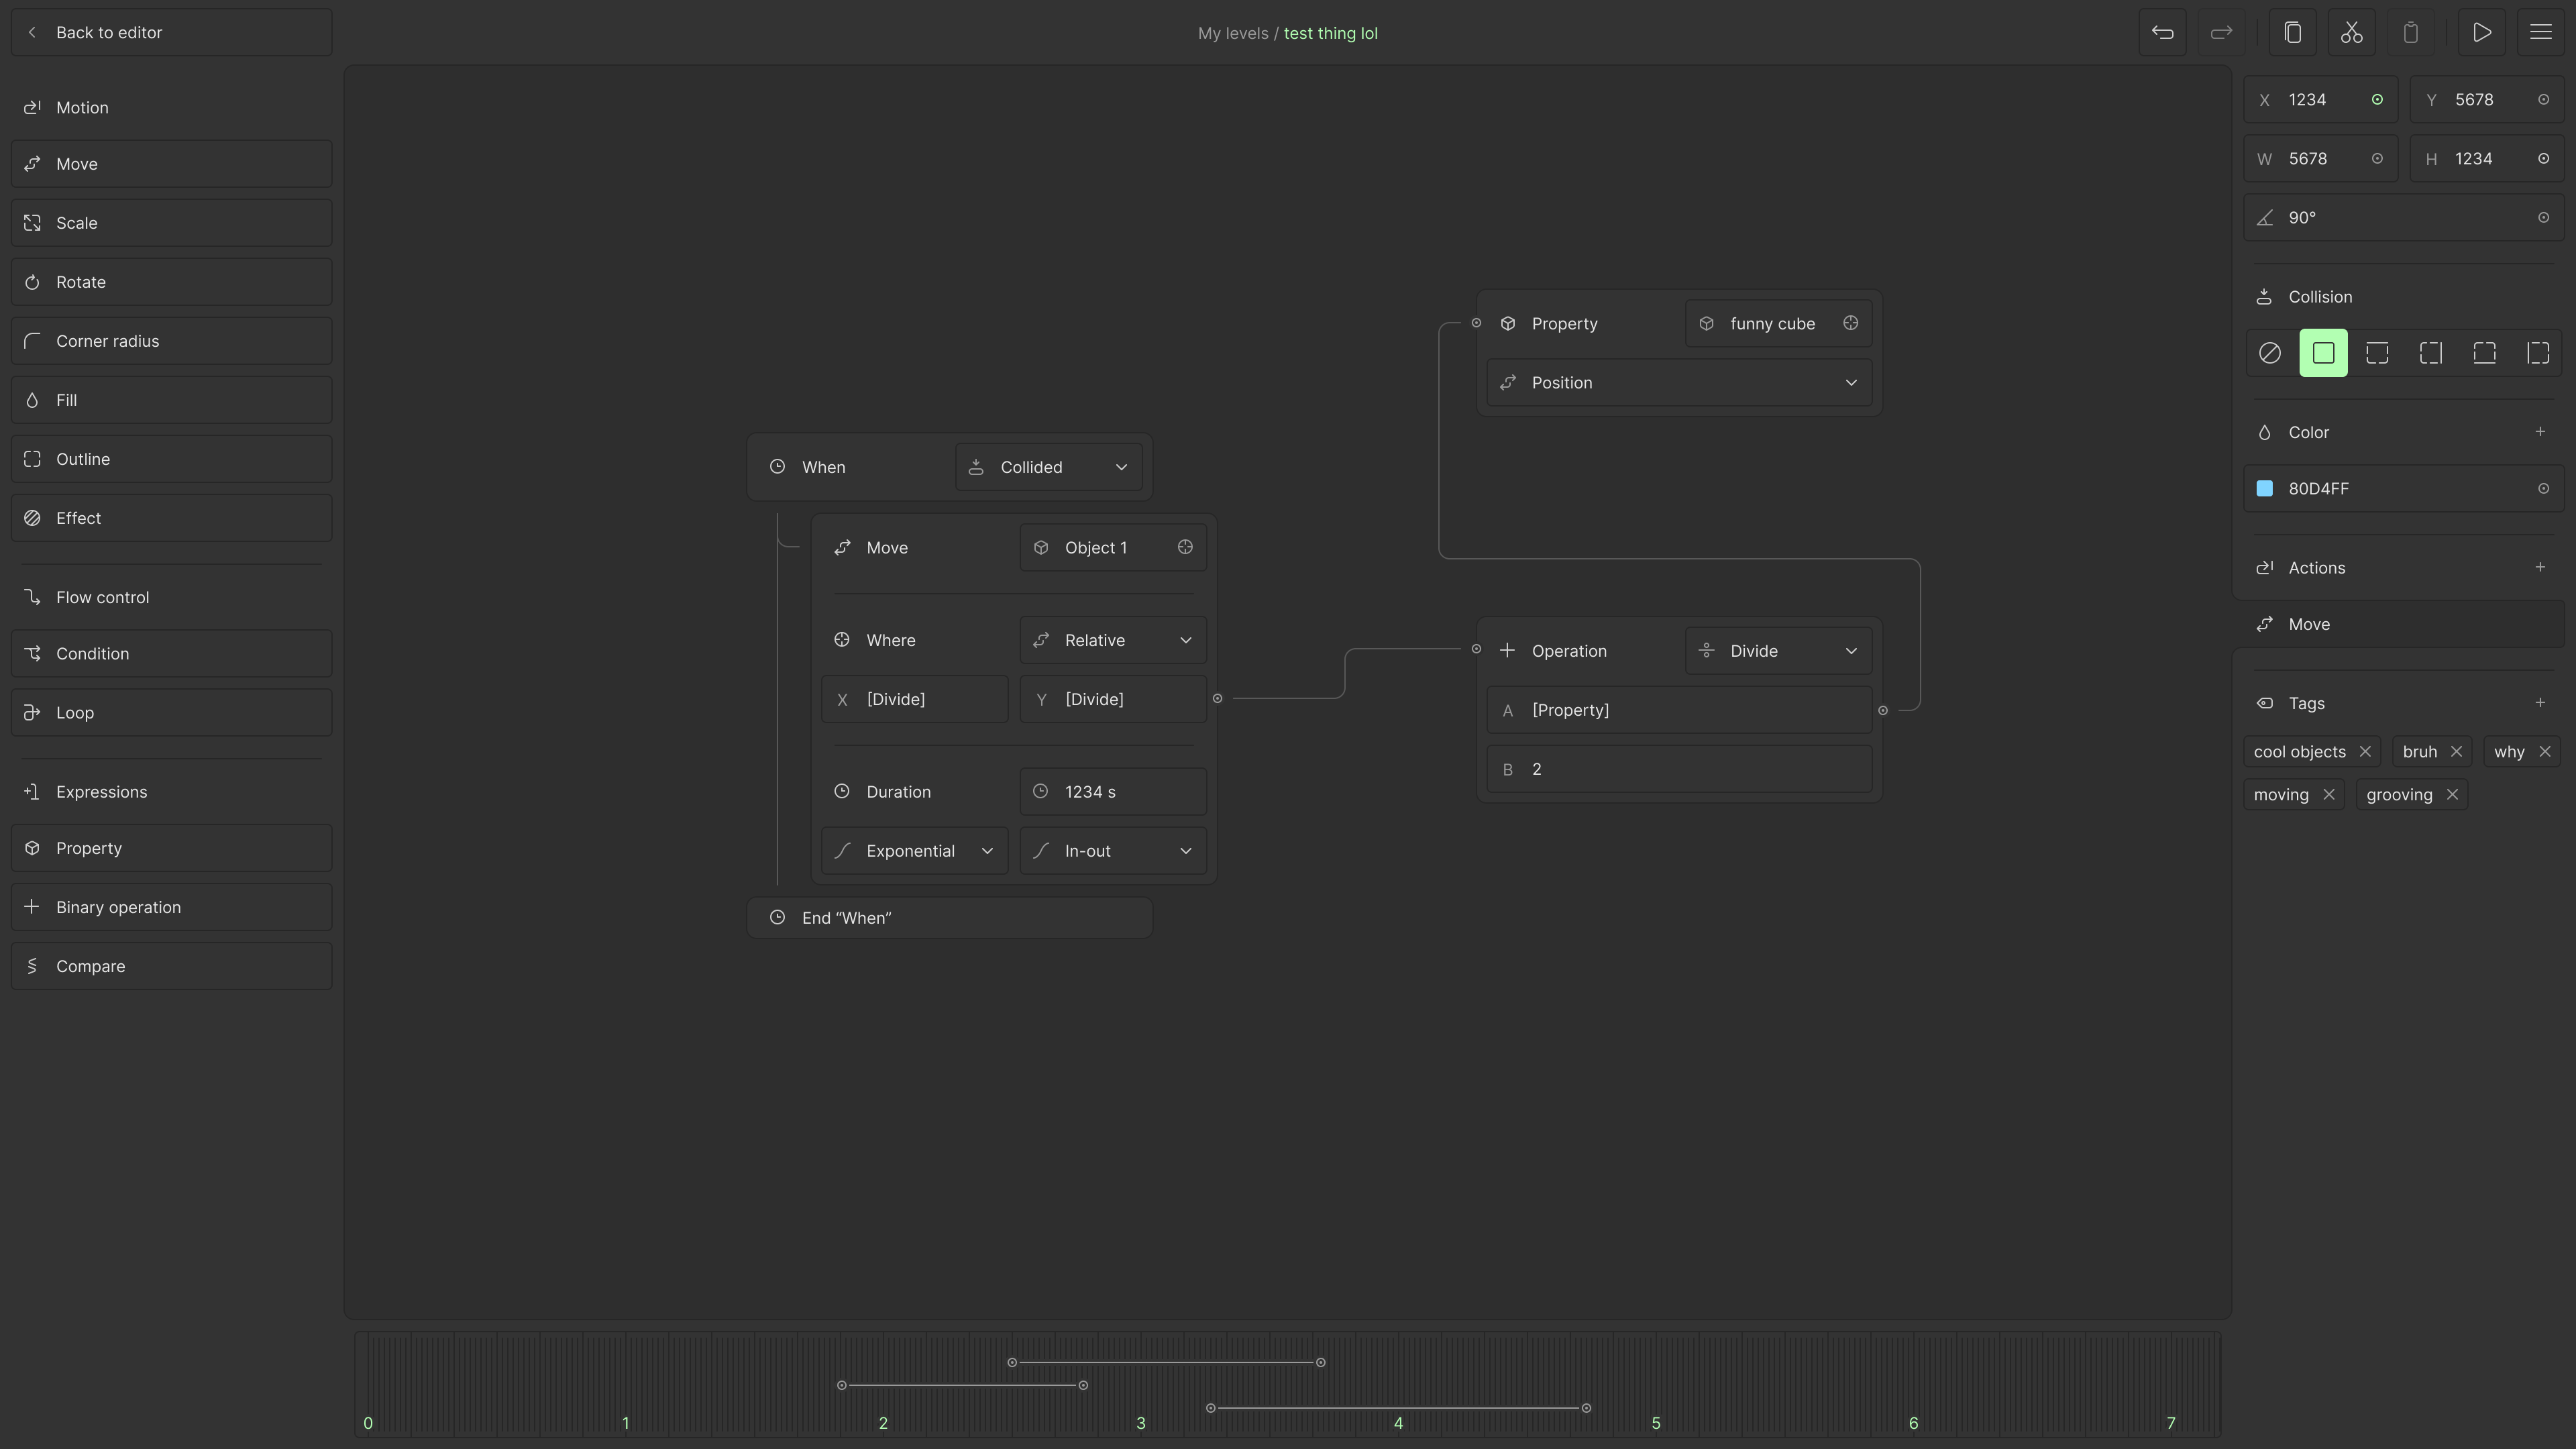 Back to editor
My levels / test thing lol
Motion
Move
Scale
Rotate
Corner radius
Fill
Outline
Effect
Flow control
Condition
Loop
Expressions
Property
Binary operation
Compare
When
Collided
Move
Object 1
Where
Relative
X [Divide]
Y [Divide]
Duration
1234 s
Exponential
In-out
End “When”
Property
funny cube
Position
Operation
Divide
A [Property]
B 2
X 1234
Y 5678
W 5678
H 1234
90°
Collision
Color
80D4FF
Actions
Move
Tags
cool objects
bruh
why
moving
grooving
0 1 2 3 4 5 6 7